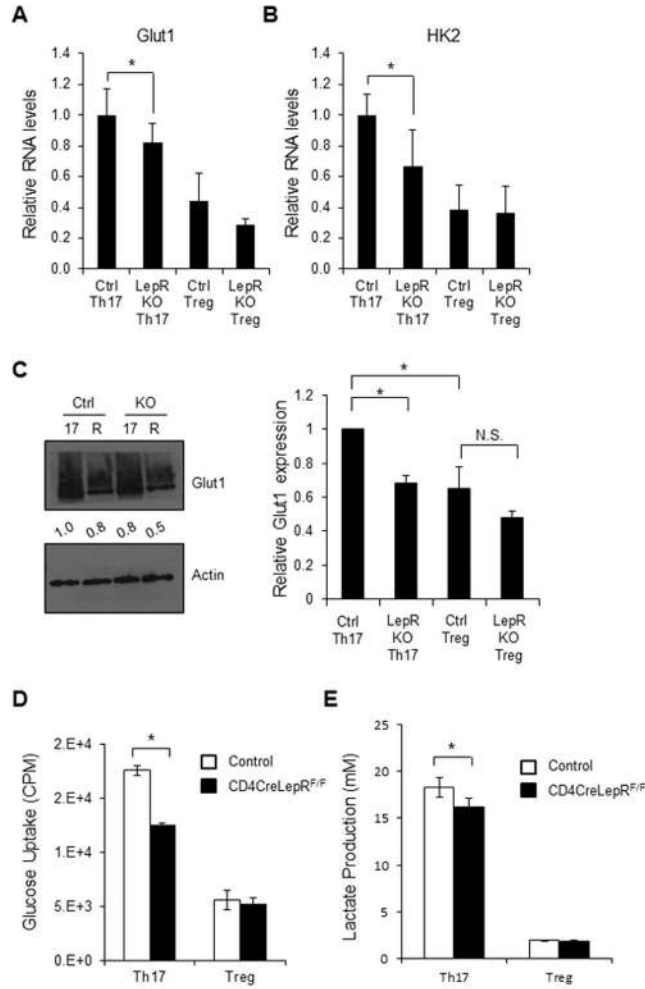 A
Glut1
Relative RNA levels
1.4
1.2
1.0
0.8
0.6
0.4
0.2
0.0
*
Ctrl Th17
LepR KO Th17
Ctrl Treg
LepR KO Treg
B
HK2
Relative RNA levels
1.4
1.2
1.0
0.8
0.6
0.4
0.2
0.0
*
Ctrl Th17
LepR KO Th17
Ctrl Treg
LepR KO Treg
C
Ctrl KO
17 R 17 R
Glut1
1.0 0.8 0.8 0.5
Actin
Relative Glut1 expression
1.2
1
0.8
0.6
0.4
0.2
0
*
*
N.S.
Ctrl Th17
LepR KO Th17
Ctrl Treg
LepR KO Treg
D
Glucose Uptake (CPM)
2.E+4
2.E+4
1.E+4
5.E+3
0.E+0
*
Control
CD4CreLepR^F/F
Th17
Treg
E
Lactate Production (mM)
25
20
15
10
5
0
*
Control
CD4CreLepR^F/F
Th17
Treg